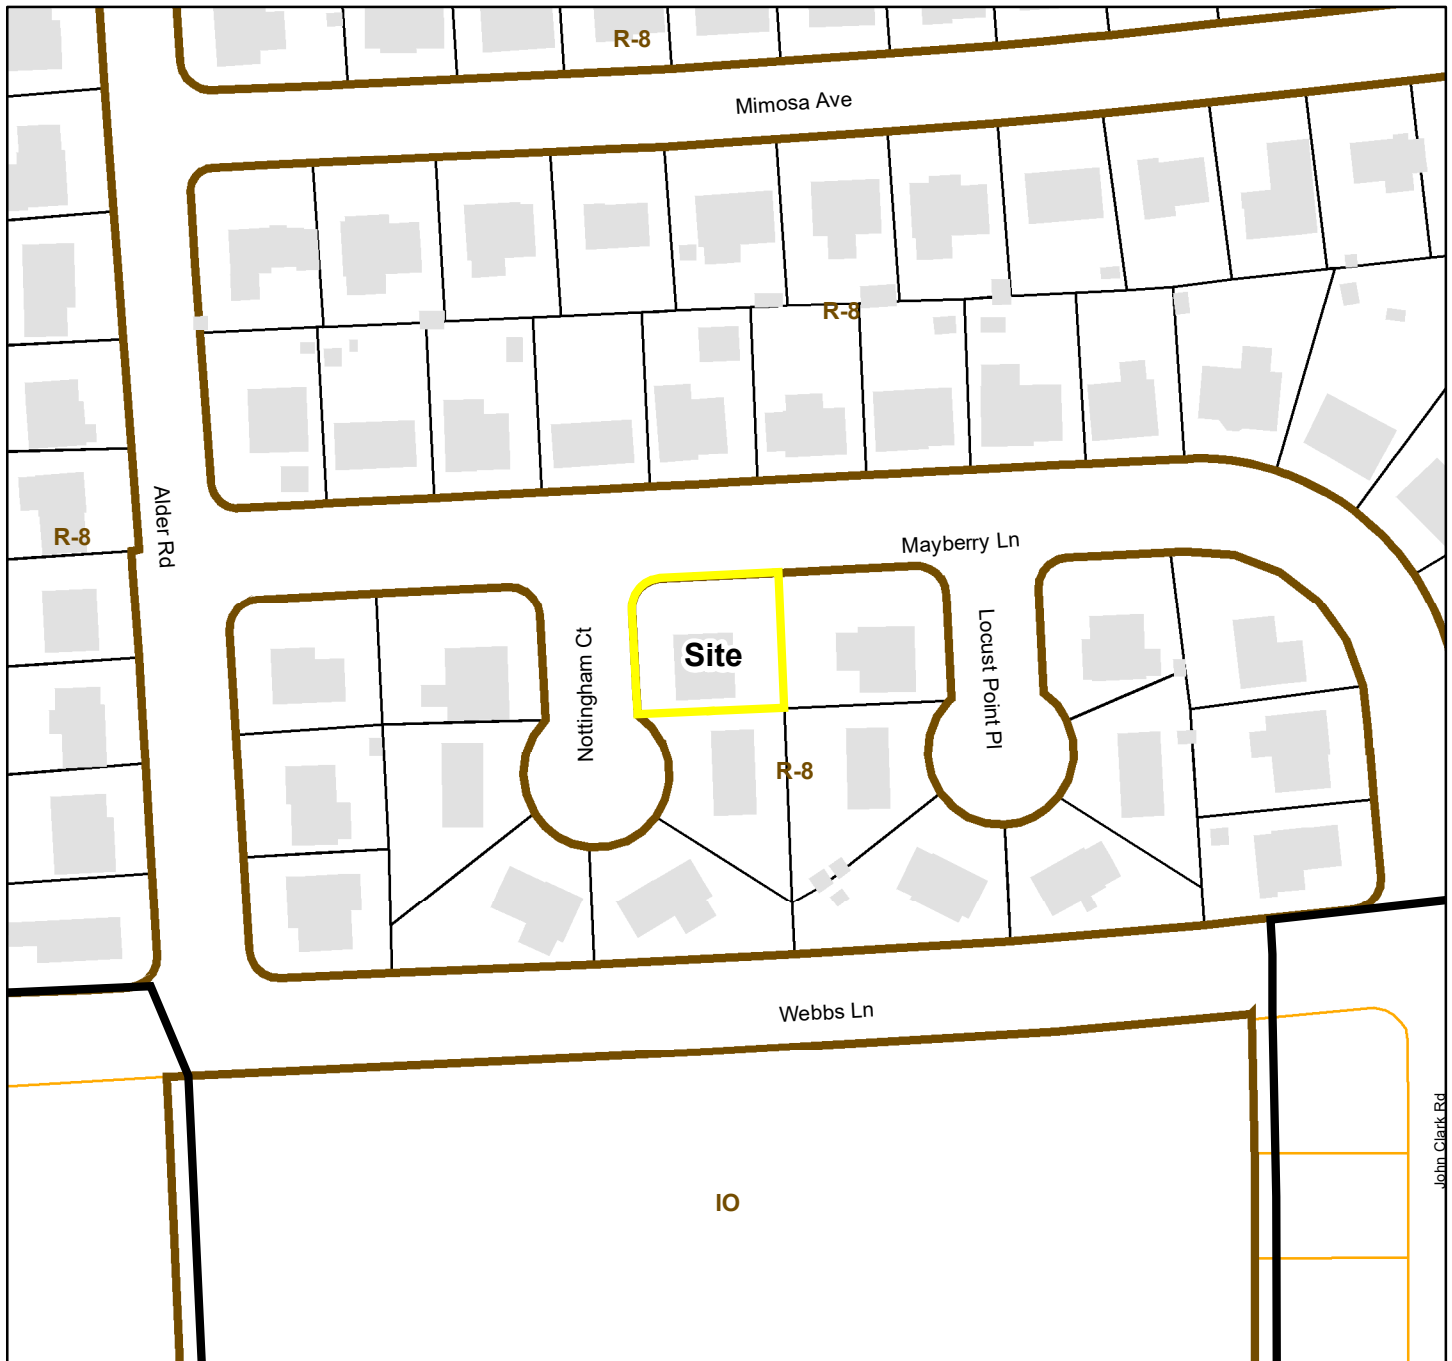 R-8
Mimosa Ave
R-8
Alder Rd
R-8
Mayberry Ln
Nottingham Ct
Site
Locust Point Pl
R-8
Webbs Ln
John Clark Rd
IO